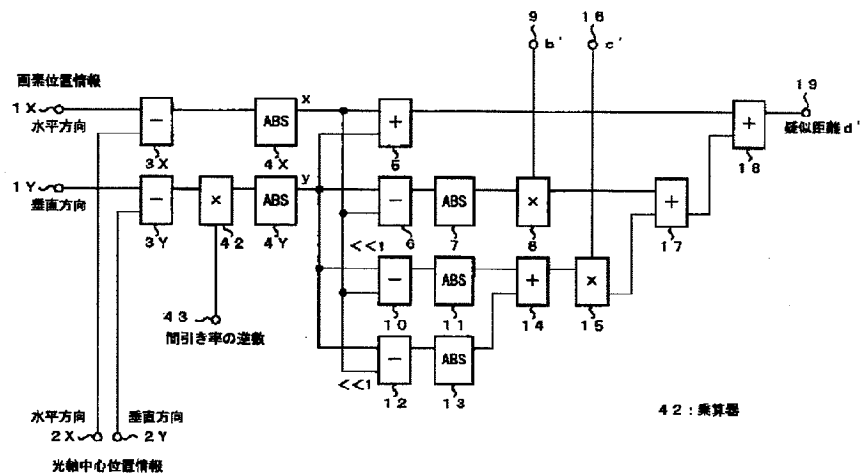 9
16
b'
c'
19
画素位置情報
1X
水平方向
−
3X
ABS
4X
x
+
5
+
18
疑似距離d'
1Y
垂直方向
−
3Y
×
42
ABS
4Y
y
−
6
ABS
7
×
8
+
17
<<1
−
10
ABS
11
+
14
×
15
43
間引き率の逆数
<<1
−
12
ABS
13
水平方向
垂直方向
2X
2Y
光軸中心位置情報
42:乗算器